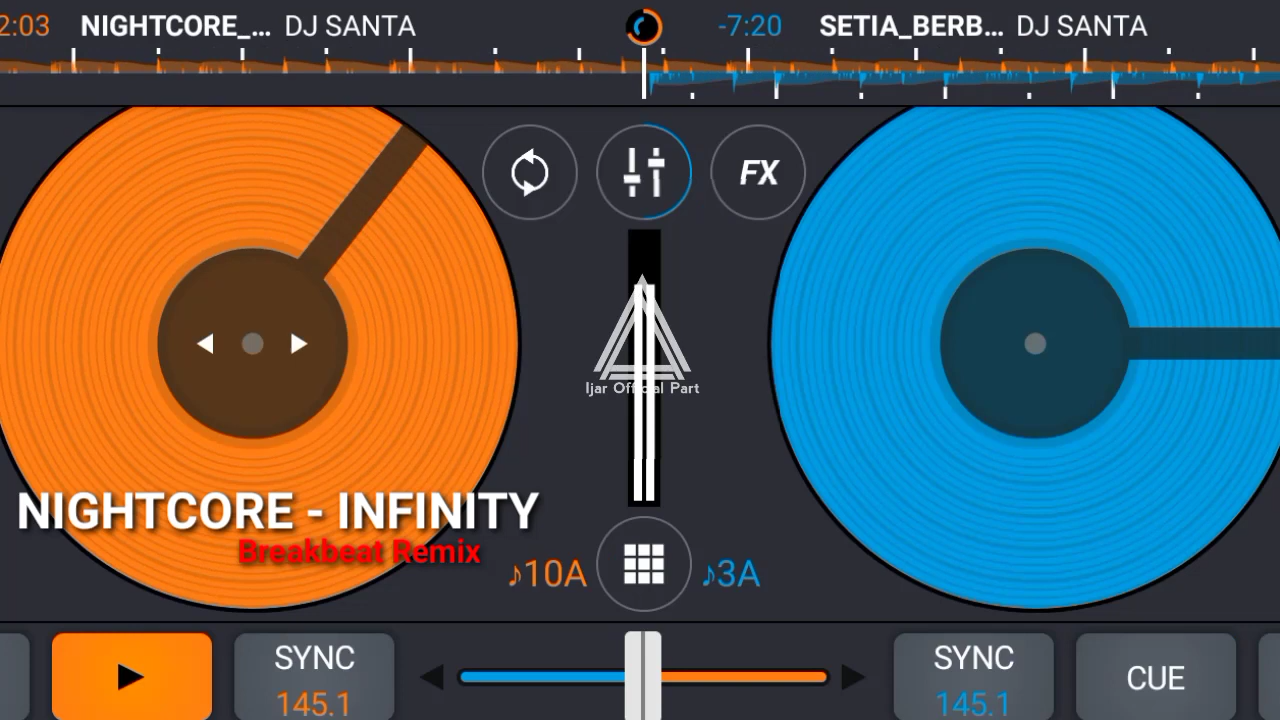 2:03 NIGHTCORE_... DJ SANTA
-7:20 SETIA_BERB... DJ SANTA
FX
Ijar Official Part
NIGHTCORE - INFINITY
Breakbeat Remix
♪10A
♪3A
SYNC
145.1
SYNC
145.1
CUE